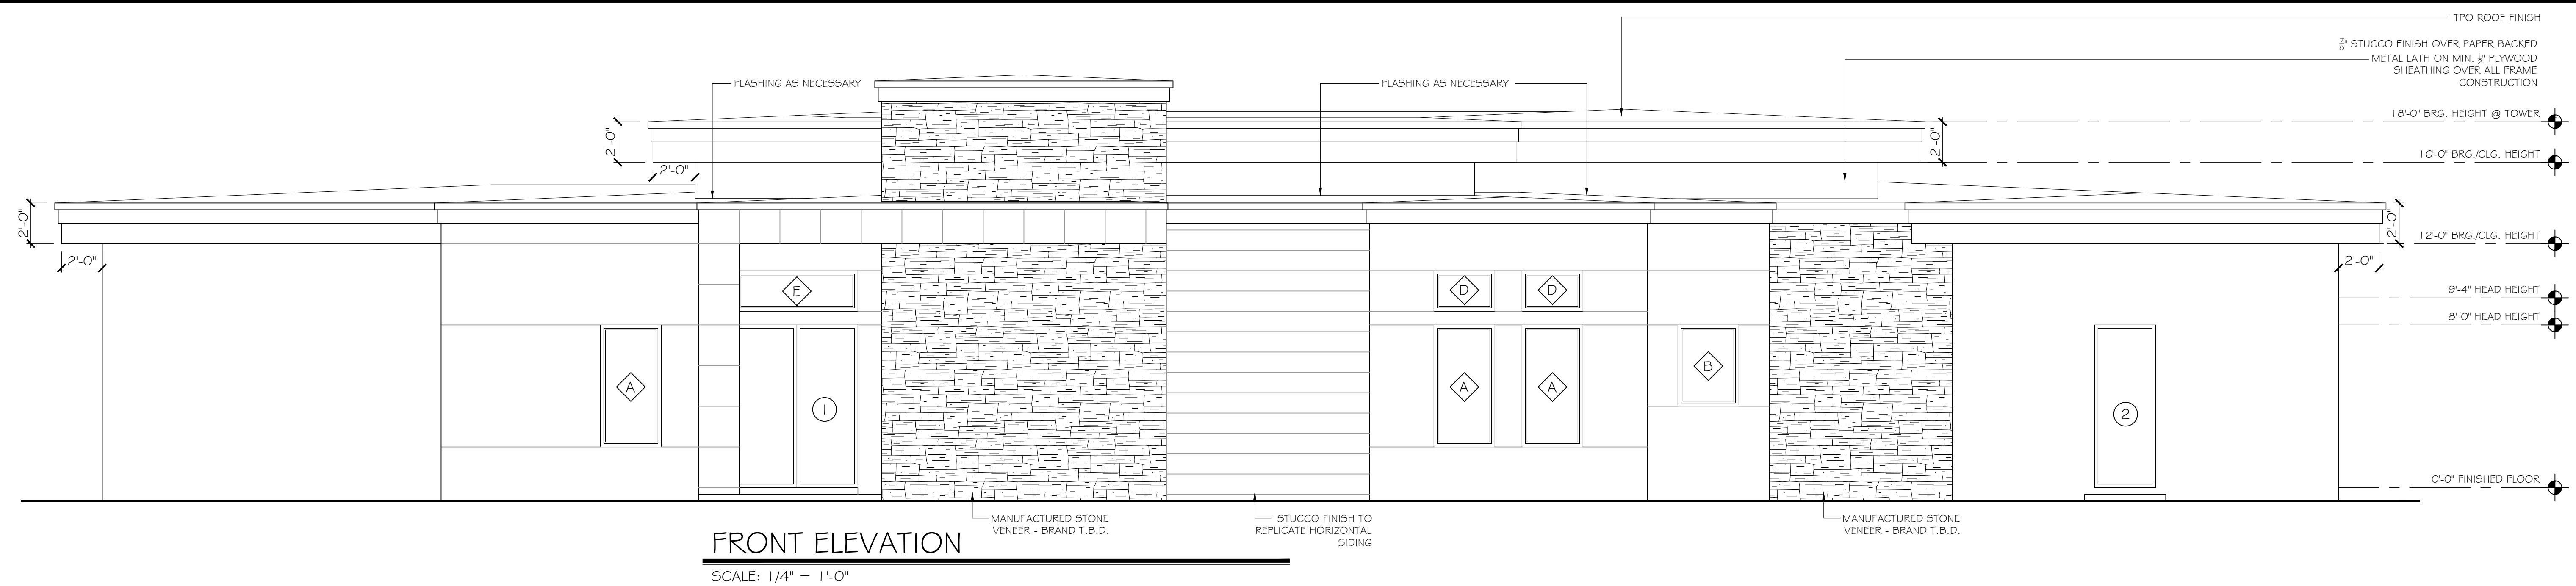 TPO ROOF FINISH
7/8" STUCCO FINISH OVER PAPER BACKED
METAL LATH ON MIN. 1/2" PLYWOOD
SHEATHING OVER ALL FRAME
CONSTRUCTION
FLASHING AS NECESSARY
FLASHING AS NECESSARY
18'-0" BRG. HEIGHT @ TOWER
2'-0"
2'-0"
16'-0" BRG./CLG. HEIGHT
2'-0"
2'-0"
2'-0"
12'-0" BRG./CLG. HEIGHT
2'-0"
2'-0"
9'-4" HEAD HEIGHT
E
D
D
8'-0" HEAD HEIGHT
A
A
A
B
1
2
0'-0" FINISHED FLOOR
MANUFACTURED STONE
VENEER - BRAND T.B.D.
STUCCO FINISH TO
REPLICATE HORIZONTAL
SIDING
MANUFACTURED STONE
VENEER - BRAND T.B.D.
FRONT ELEVATION
SCALE: 1/4" = 1'-0"